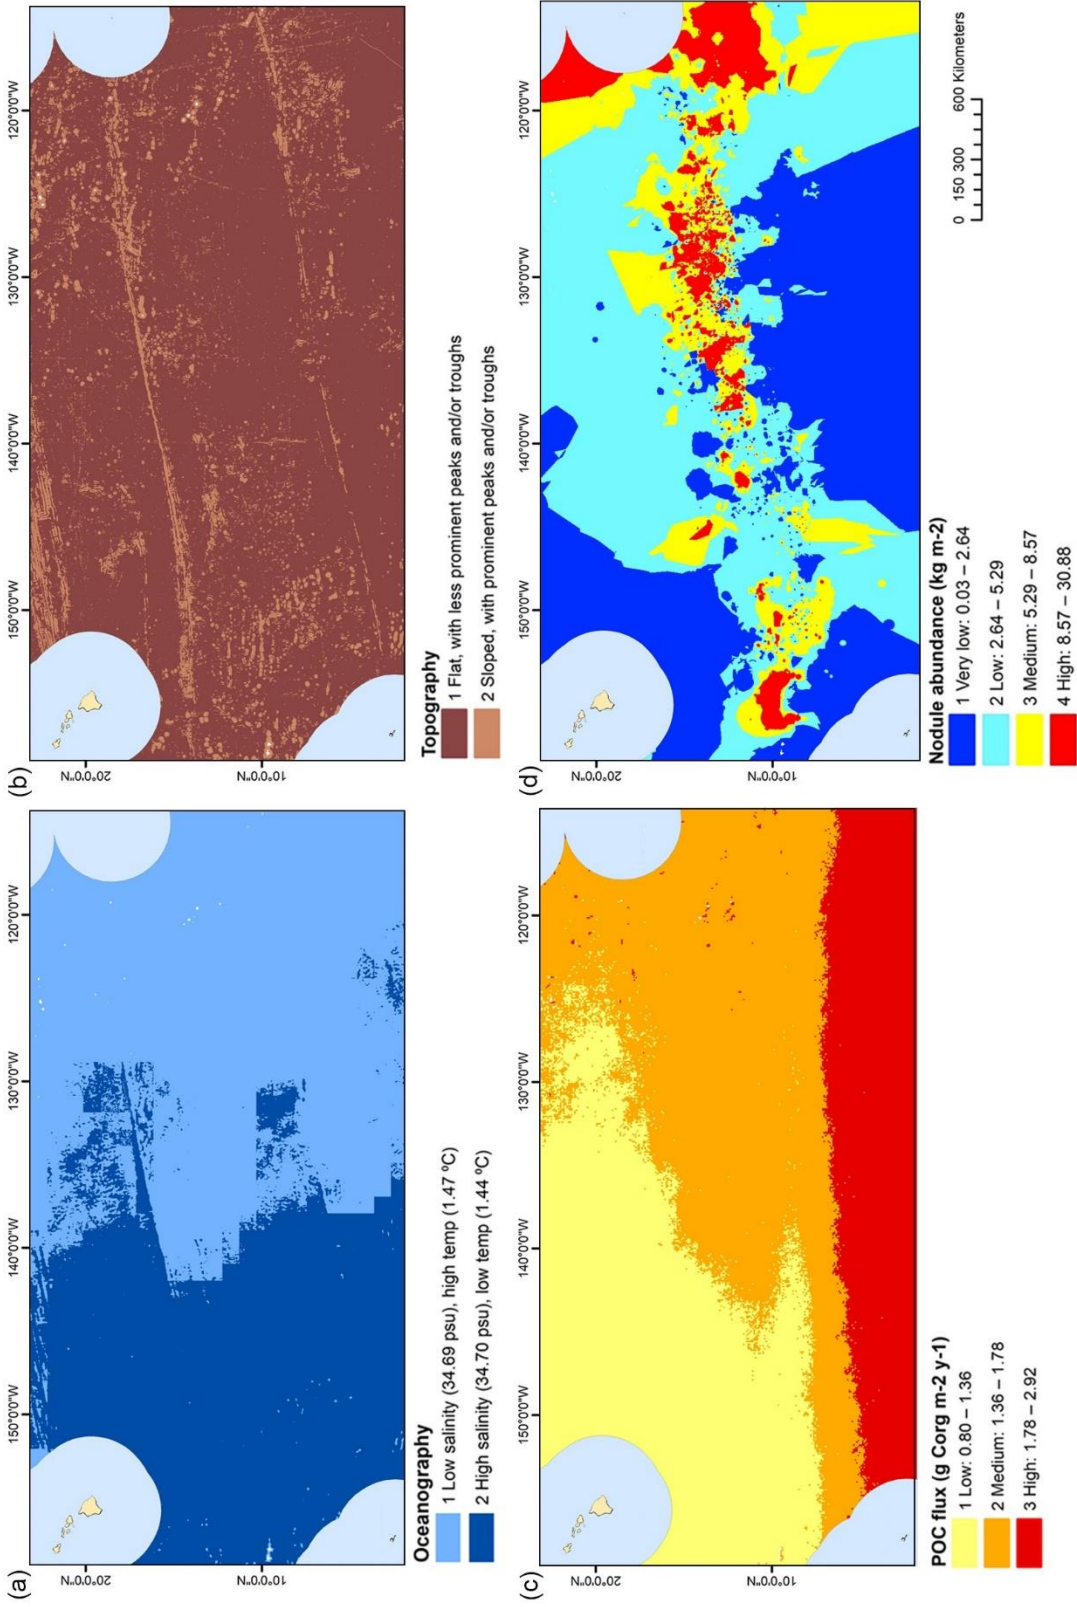 (a)
150°0'0"W 140°0'0"W 130°0'0"W 120°0'0"W
20°0'0"N
10°0'0"N
Oceanography
1 Low salinity (34.69 psu), high temp (1.47 ºC)
2 High salinity (34.70 psu), low temp (1.44 ºC)
(b)
150°0'0"W 140°0'0"W 130°0'0"W 120°0'0"W
20°0'0"N
10°0'0"N
Topography
1 Flat, with less prominent peaks and/or troughs
2 Sloped, with prominent peaks and/or troughs
(c)
150°0'0"W 140°0'0"W 130°0'0"W 120°0'0"W
20°0'0"N
10°0'0"N
POC flux (g Corg m-2 y-1)
1 Low: 0.80 – 1.36
2 Medium: 1.36 – 1.78
3 High: 1.78 – 2.92
(d)
150°0'0"W 140°0'0"W 130°0'0"W 120°0'0"W
20°0'0"N
10°0'0"N
Nodule abundance (kg m-2)
1 Very low: 0.03 – 2.64
2 Low: 2.64 – 5.29
3 Medium: 5.29 – 8.57
4 High: 8.57 – 30.88
0 150 300 600 Kilometers